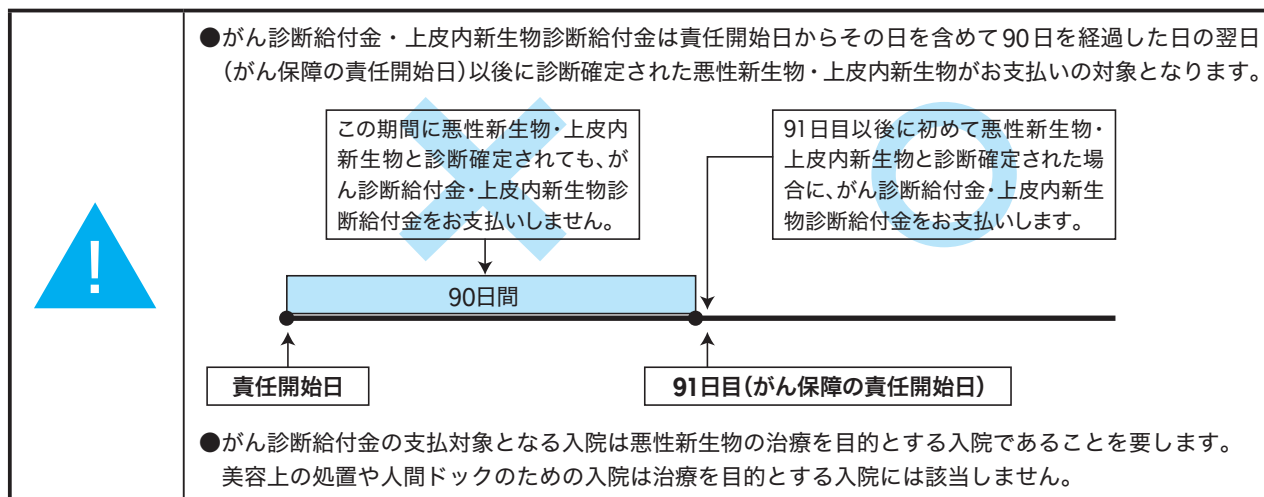 ●がん診断給付金・上皮内新生物診断給付金は責任開始日からその日を含めて90日を経過した日の翌日
(がん保障の責任開始日)以後に診断確定された悪性新生物・上皮内新生物がお支払いの対象となります。
この期間に悪性新生物・上皮内
新生物と診断確定されても、が
ん診断給付金・上皮内新生物診
断給付金をお支払いしません。
91日目以後に初めて悪性新生物・
上皮内新生物と診断確定された場
合に、がん診断給付金・上皮内新生
物診断給付金をお支払いします。
!
90日間
責任開始日
91日目(がん保障の責任開始日)
●がん診断給付金の支払対象となる入院は悪性新生物の治療を目的とする入院であることを要します。
美容上の処置や人間ドックのための入院は治療を目的とする入院には該当しません。